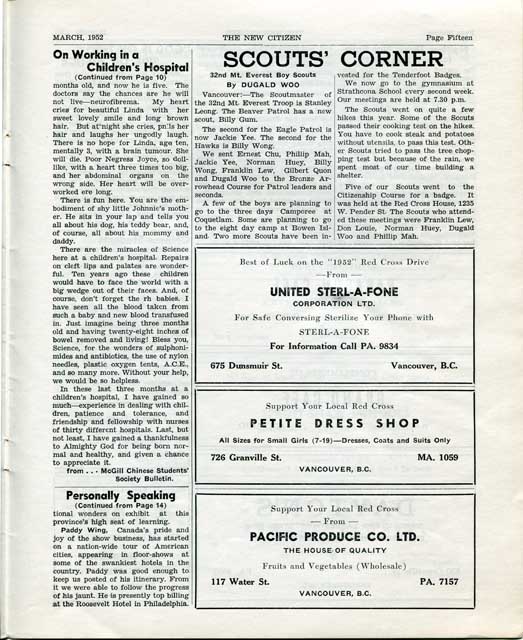 MARCH, 1952 THE NEW CITIZEN Page Fifteen
On Working in a
Children's Hospital
(Continued from Page 10)
months old, and now he is five. The
doctors say the chances are he will
not live—neurofibrema. My heart
cries for beautiful Linda with her
sweet lovely smile and long brown
hair. But at night she cries, pulls her
hair and laughs her ungodly laugh.
There is no hope for Linda, age ten,
mentally 3, with a brain tumour. She
will die. Poor Negress Joyce, so doll-
like, with a heart three times too big,
and her abdominal organs on the
wrong side. Her heart will be over-
worked ere long.
There is fun here. You are the em-
bodiment of shy little Johnnie's moth-
er. He sits in your lap and tells you
all about his dog, his teddy bear, and,
of course, all about his mommy and
daddy.
There are the miracles of Science
here at a children's hospital. Repairs
on cleft lips and palates are wonder-
ful. Ten years ago these children
would have to face the world with a
big wedge out of their faces. And, of
course, don't forget the rh babies. I
have seen all the blood taken from
such a baby and new blood transfused
in. Just imagine being three months
old and having twenty-eight inches of
bowel removed and living! Bless you,
Science, for the wonders of sulphoni-
mides and antibiotics, the use of nylon
needles, plastic oxygen tents, A.C.E.,
and so many more. Without your help,
we would be so helpless.
In these last three months at a
children's hospital, I have gained so
much—experience in dealing with chil-
dren, patience and tolerance, and
friendship and fellowship with nurses
of thirty different hospitals. Last, but
not least, I have gained a thankfulness
to Almighty God for being born nor-
mal and healthy, and given a chance
to appreciate it.
from . . . McGill Chinese Students'
Society Bulletin.
Personally Speaking
(Continued from Page 14)
tional wonders on exhibit at this
province's high seat of learning.
Paddy Wing, Canada's pride and
joy of the show business, has started
on a nation-wide tour of American
cities, appearing in floor-shows at
some of the swankiest hotels in the
country. Paddy was good enough to
keep us posted of his itinerary. From
it we were able to follow the progress
of his jaunt. He is presently top billing
at the Roosevelt Hotel in Philadelphia.
SCOUTS' CORNER
32nd Mt. Everest Boy Scouts
By DUGALD WOO
Vancouver:—The Scoutmaster of
the 32nd Mt. Everest Troop is Stanley
Leong. The Beaver Patrol has a new
scout, Billy Gum.
The second for the Eagle Patrol is
now Jackie Yee. The second for the
Hawks is Billy Wong.
We sent Ernest Chu, Phillip Mah,
Jackie Yee, Norman Huey, Billy
Wong, Franklin Lew, Gilbert Quon
and Dugald Woo to the Bronze Ar-
rowhead Course for Patrol leaders and
seconds.
A few of the boys are planning to
go to the three days Camporee at
Coquetlam. Some are planning to go
to the eight day camp at Bowen Isl-
and. Two more Scouts have been in-
vested for the Tenderfoot Badges.
We now go to the gymnasium at
Strathcona School every second week.
Our meetings are held at 7.30 p.m.
The Scouts went on quite a few
hikes this year. Some of the Scouts
passed their cooking test on the hikes.
You have to cook steak and potatoes
without utensils, to pass this test. Oth-
er Scouts tried to pass the tree chop-
ping test but because of the rain, we
spent most of our time building a
shelter.
Five of our Scouts went to the
Citizenship Course for a badge. It
was held at the Red Cross House, 1235
W. Pender St. The Scouts who attend-
ed these meetings were Franklin Lew,
Don Louie, Norman Huey, Dugald
Woo and Phillip Mah.
Best of Luck on the "1952" Red Cross Drive
— From —
UNITED STERL-A-FONE
CORPORATION LTD.
For Safe Conversing Sterilize Your Phone with
STERL-A-FONE
For Information Call PA. 9834
675 Dunsmuir St. Vancouver, B.C.
Support Your Local Red Cross
PETITE DRESS SHOP
All Sizes for Small Girls (7-19)—Dresses, Coats and Suits Only
726 Granville St. MA. 1059
VANCOUVER, B.C.
Support Your Local Red Cross
— From —
PACIFIC PRODUCE CO. LTD.
THE HOUSE OF QUALITY
Fruits and Vegetables (Wholesale)
117 Water St. PA. 7157
VANCOUVER, B.C.